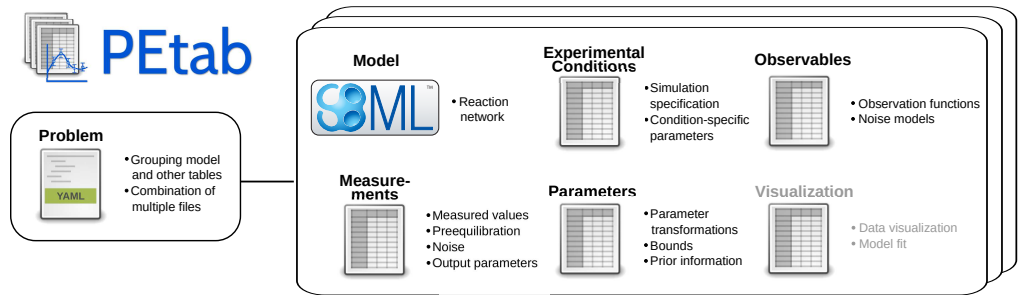 PEtab
Problem
YAML
•Grouping model
and other tables
•Combination of
multiple files
Model
SBML™
•Reaction
network
Experimental
Conditions
•Simulation
specification
•Condition-specific
parameters
Observables
•Observation functions
•Noise models
Measure-
ments
•Measured values
•Preequilibration
•Noise
•Output parameters
Parameters
•Parameter
transformations
•Bounds
•Prior information
Visualization
•Data visualization
•Model fit